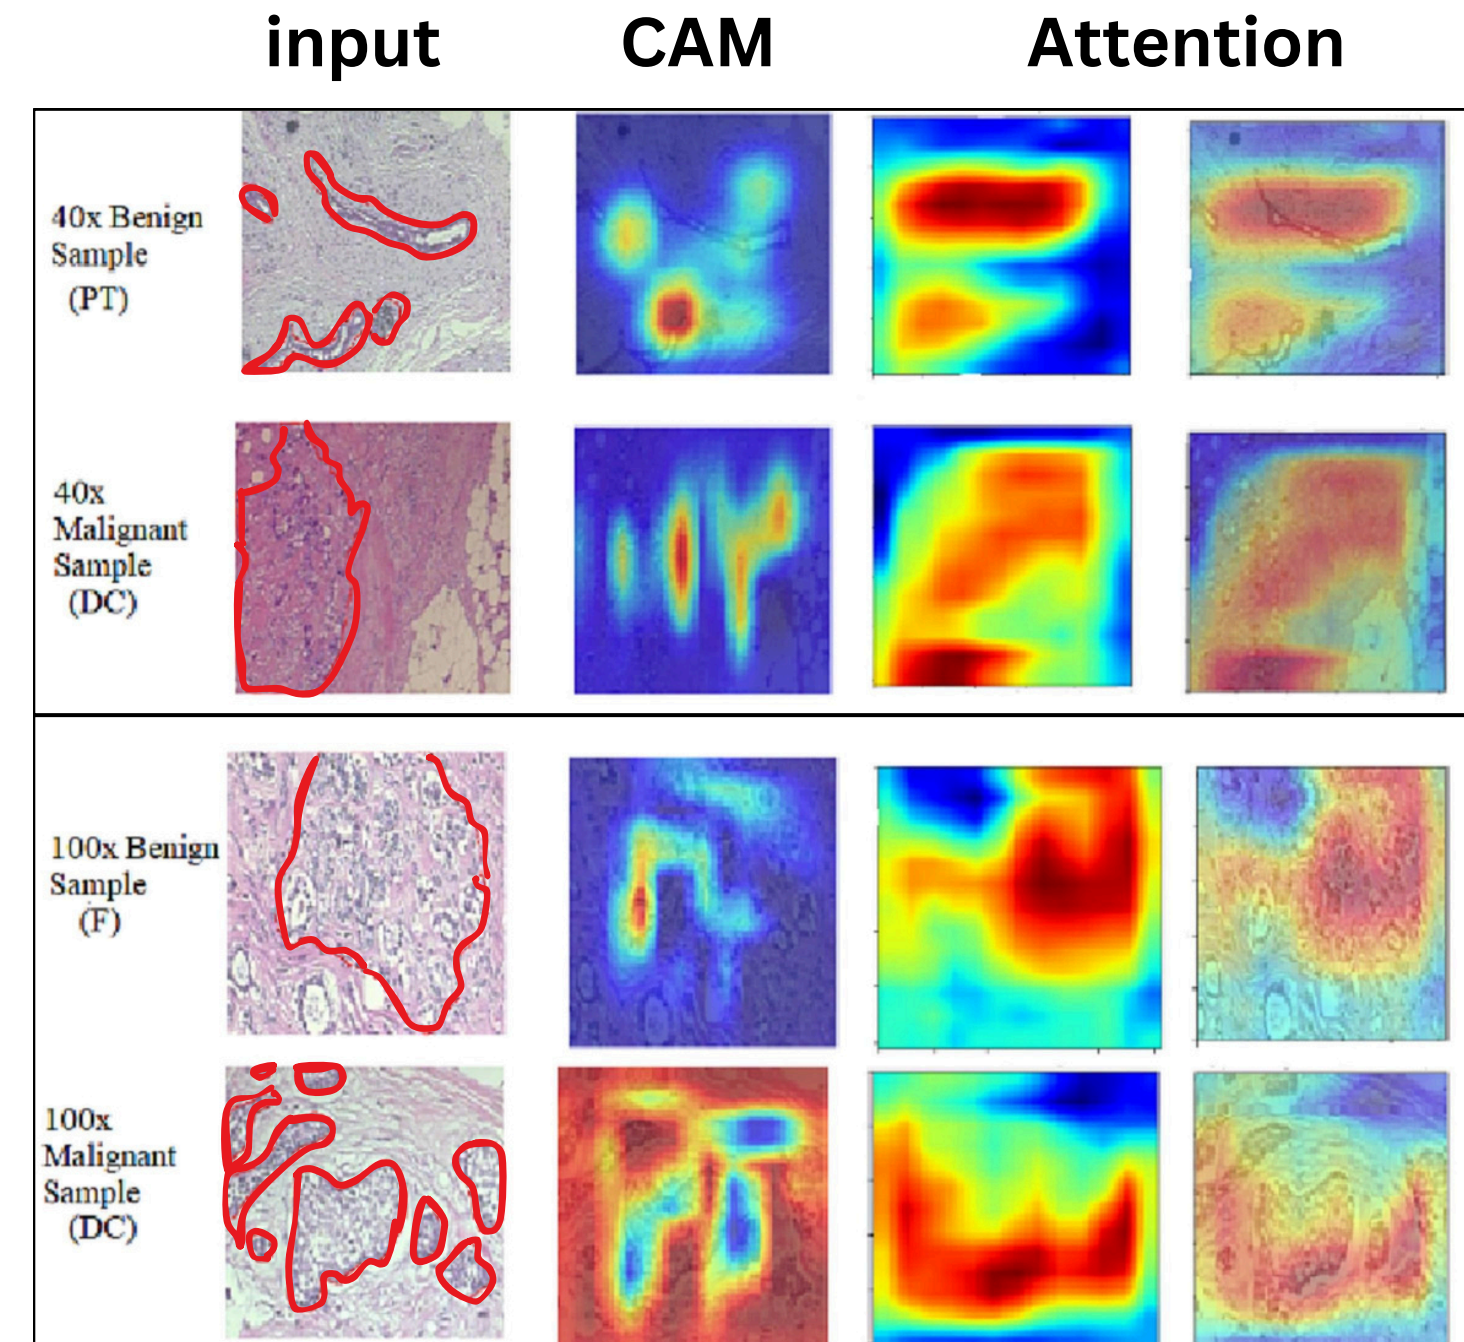 input CAM Attention
40x Benign
Sample
(PT)
40x
Malignant
Sample
(DC)
100x Benign
Sample
(F)
100x
Malignant
Sample
(DC)